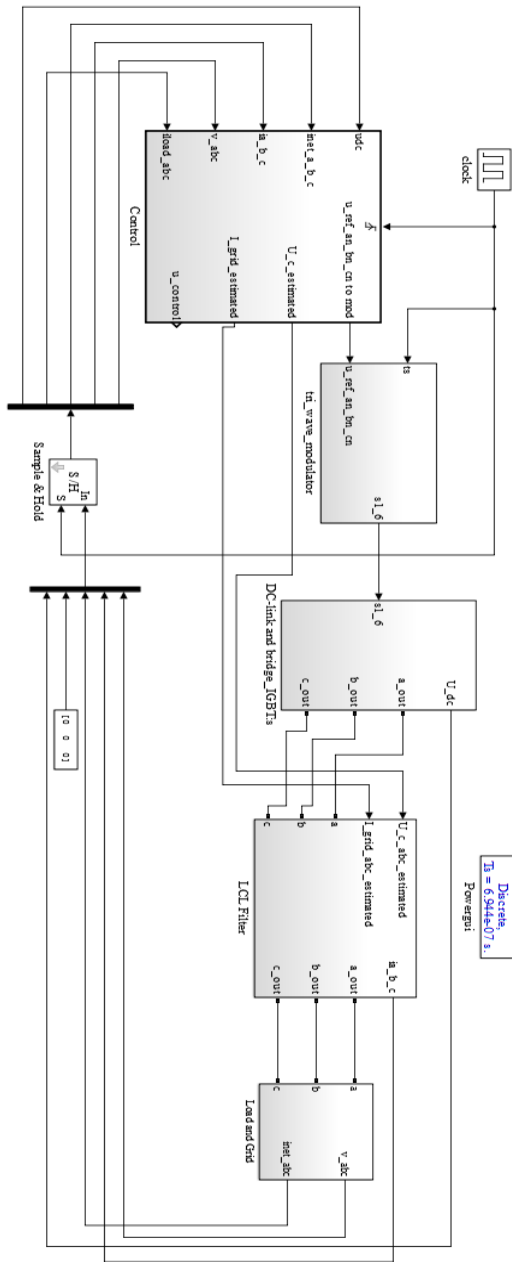 clock
udc
inet_a_b_c
ia_b_c
v_abc
iload_abc
u_ref_an_bn_cn to mod
U_c_estimated
I_grid_estimated
u_control
Control
ts
u_ref_an_bn_cn
s1_6
tri_wave_modulator
s1_6
U_dc
a_out
b_out
c_out
DC-link and bridge_IGBT:s
Discrete,
Ts = 6.944e-07 s.
Powergui
U_c_abc_estimated
I_grid_abc_estimated
a
b
c
ia_b_c
a_out
b_out
c_out
LCL Filter
a
b
c
v_abc
inet_abc
Load and Grid
In
S/H
S
Sample & Hold
[0 0 0]